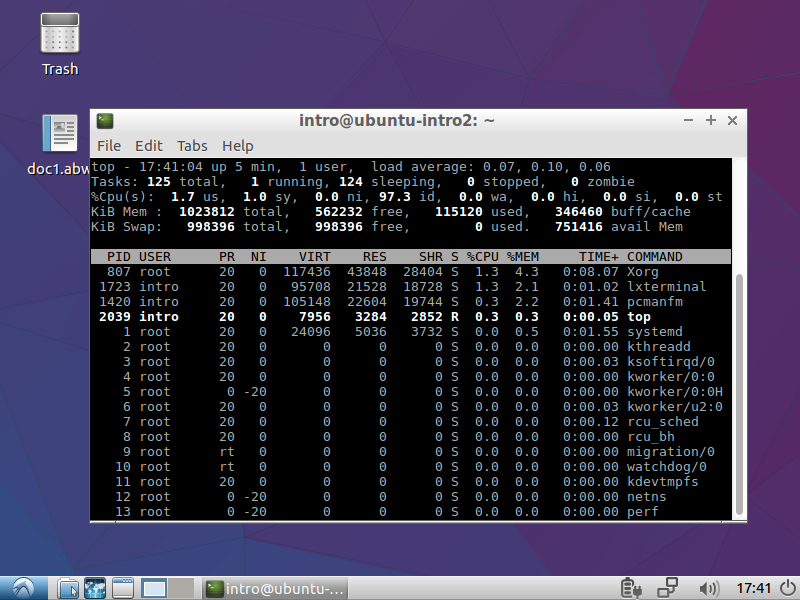 Trash
doc1.abw
intro@ubuntu-intro2: ~
File Edit Tabs Help
top - 17:41:04 up 5 min,  1 user,  load average: 0.07, 0.10, 0.06
Tasks: 125 total,   1 running, 124 sleeping,   0 stopped,   0 zombie
%Cpu(s):  1.7 us,  1.0 sy,  0.0 ni, 97.3 id,  0.0 wa,  0.0 hi,  0.0 si,  0.0 st
KiB Mem :  1023812 total,   562232 free,   115120 used,   346460 buff/cache
KiB Swap:   998396 total,   998396 free,        0 used.   751416 avail Mem
PID USER      PR  NI    VIRT    RES    SHR S %CPU %MEM     TIME+ COMMAND
807 root      20   0  117436  43848  28404 S  1.3  4.3   0:08.07 Xorg
1723 intro     20   0   95708  21528  18728 S  1.3  2.1   0:01.02 lxterminal
1420 intro     20   0  105148  22604  19744 S  0.3  2.2   0:01.41 pcmanfm
2039 intro     20   0    7956   3284   2852 R  0.3  0.3   0:00.05 top
1 root      20   0   24096   5036   3732 S  0.0  0.5   0:01.55 systemd
2 root      20   0       0      0      0 S  0.0  0.0   0:00.00 kthreadd
3 root      20   0       0      0      0 S  0.0  0.0   0:00.03 ksoftirqd/0
4 root      20   0       0      0      0 S  0.0  0.0   0:00.00 kworker/0:0
5 root       0 -20       0      0      0 S  0.0  0.0   0:00.00 kworker/0:0H
6 root      20   0       0      0      0 S  0.0  0.0   0:00.03 kworker/u2:0
7 root      20   0       0      0      0 S  0.0  0.0   0:00.12 rcu_sched
8 root      20   0       0      0      0 S  0.0  0.0   0:00.00 rcu_bh
9 root      rt   0       0      0      0 S  0.0  0.0   0:00.00 migration/0
10 root      rt   0       0      0      0 S  0.0  0.0   0:00.00 watchdog/0
11 root      20   0       0      0      0 S  0.0  0.0   0:00.00 kdevtmpfs
12 root       0 -20       0      0      0 S  0.0  0.0   0:00.00 netns
13 root       0 -20       0      0      0 S  0.0  0.0   0:00.00 perf
intro@ubuntu-...
17:41